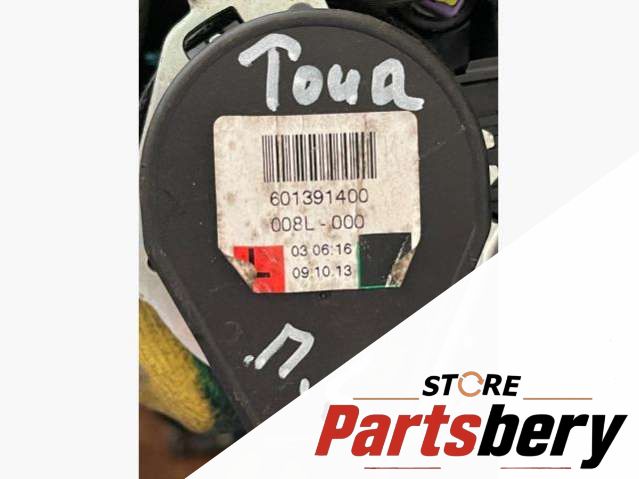 Toua
601391400
008L - 000
L
03 06:16
09.10.13
Л.
STORE
Partsbery